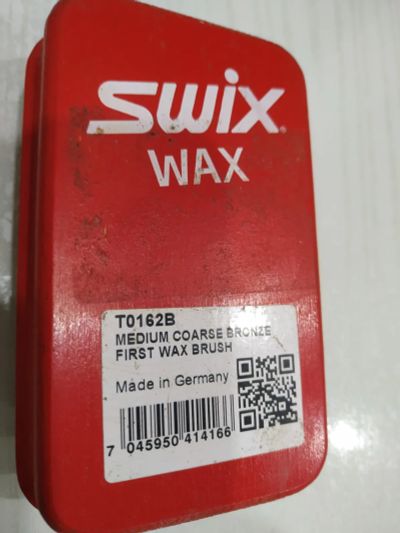 SWiX
WAX
T0162B
MEDIUM COARSE BRONZE
FIRST WAX BRUSH
Made in Germany
7 045950 414166